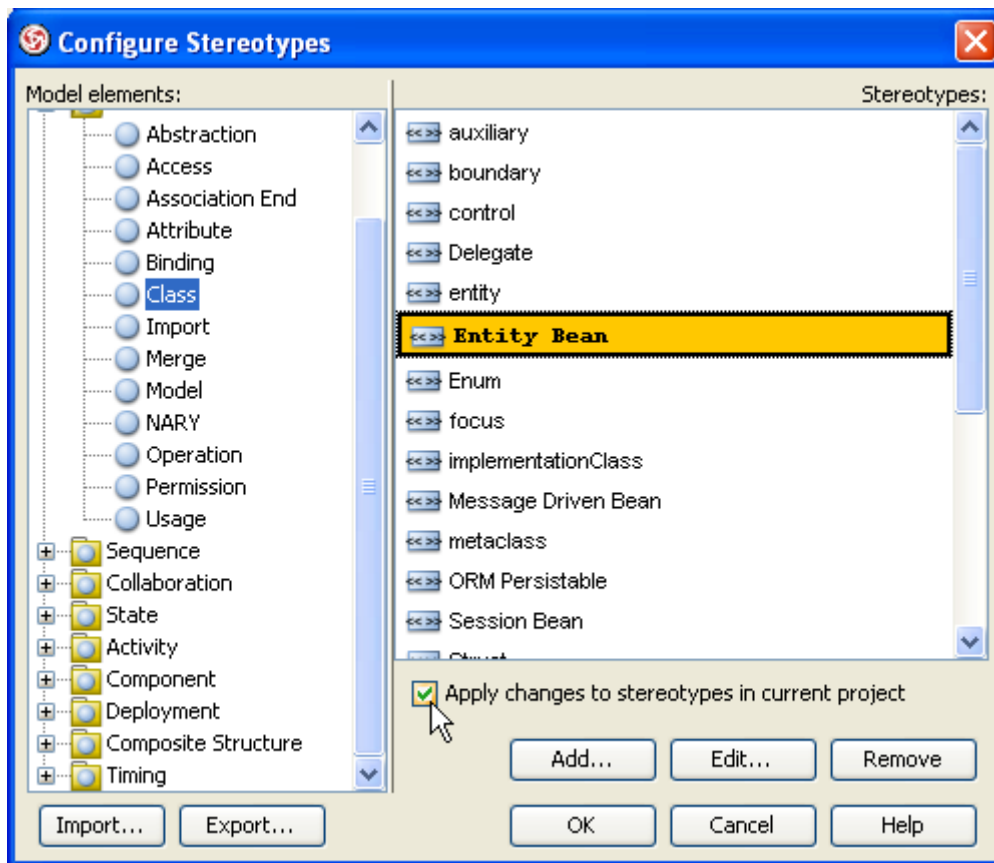 Configure Stereotypes
Model elements:
Abstraction
Access
Association End
Attribute
Binding
Class
Import
Merge
Model
NARY
Operation
Permission
Usage
Sequence
Collaboration
State
Activity
Component
Deployment
Composite Structure
Timing
Import...
Export...
Stereotypes:
<<>> auxiliary
<<>> boundary
<<>> control
<<>> Delegate
<<>> entity
<<>> Entity Bean
<<>> Enum
<<>> focus
<<>> implementationClass
<<>> Message Driven Bean
<<>> metaclass
<<>> ORM Persistable
<<>> Session Bean
Apply changes to stereotypes in current project
Add...
Edit...
Remove
OK
Cancel
Help